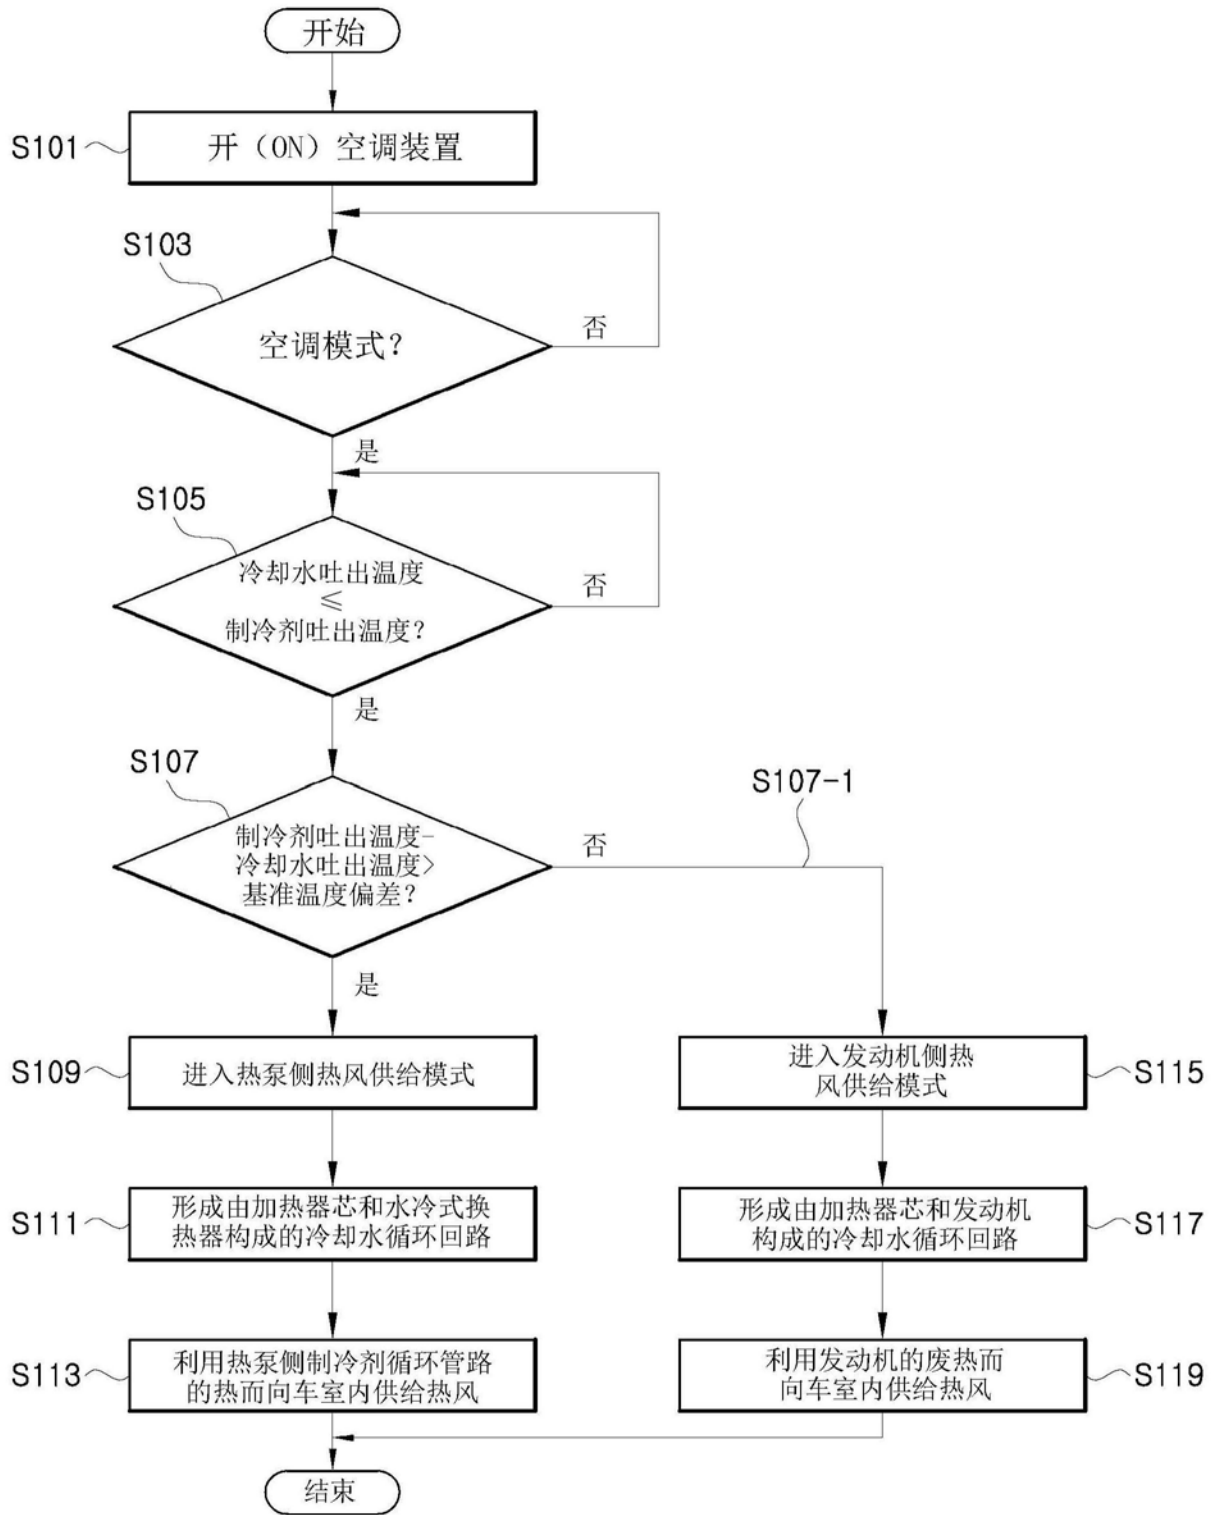 开始
S101
开（ON）空调装置
S103
空调模式？
否
是
S105
冷却水吐出温度
≤
制冷剂吐出温度？
否
是
S107
S107-1
制冷剂吐出温度-
冷却水吐出温度>
基准温度偏差？
否
是
S109
进入热泵侧热风供给模式
进入发动机侧热
风供给模式
S115
S111
形成由加热器芯和水冷式换
热器构成的冷却水循环回路
形成由加热器芯和发动机
构成的冷却水循环回路
S117
S113
利用热泵侧制冷剂循环管路
的热而向车室内供给热风
利用发动机的废热而
向车室内供给热风
S119
结束